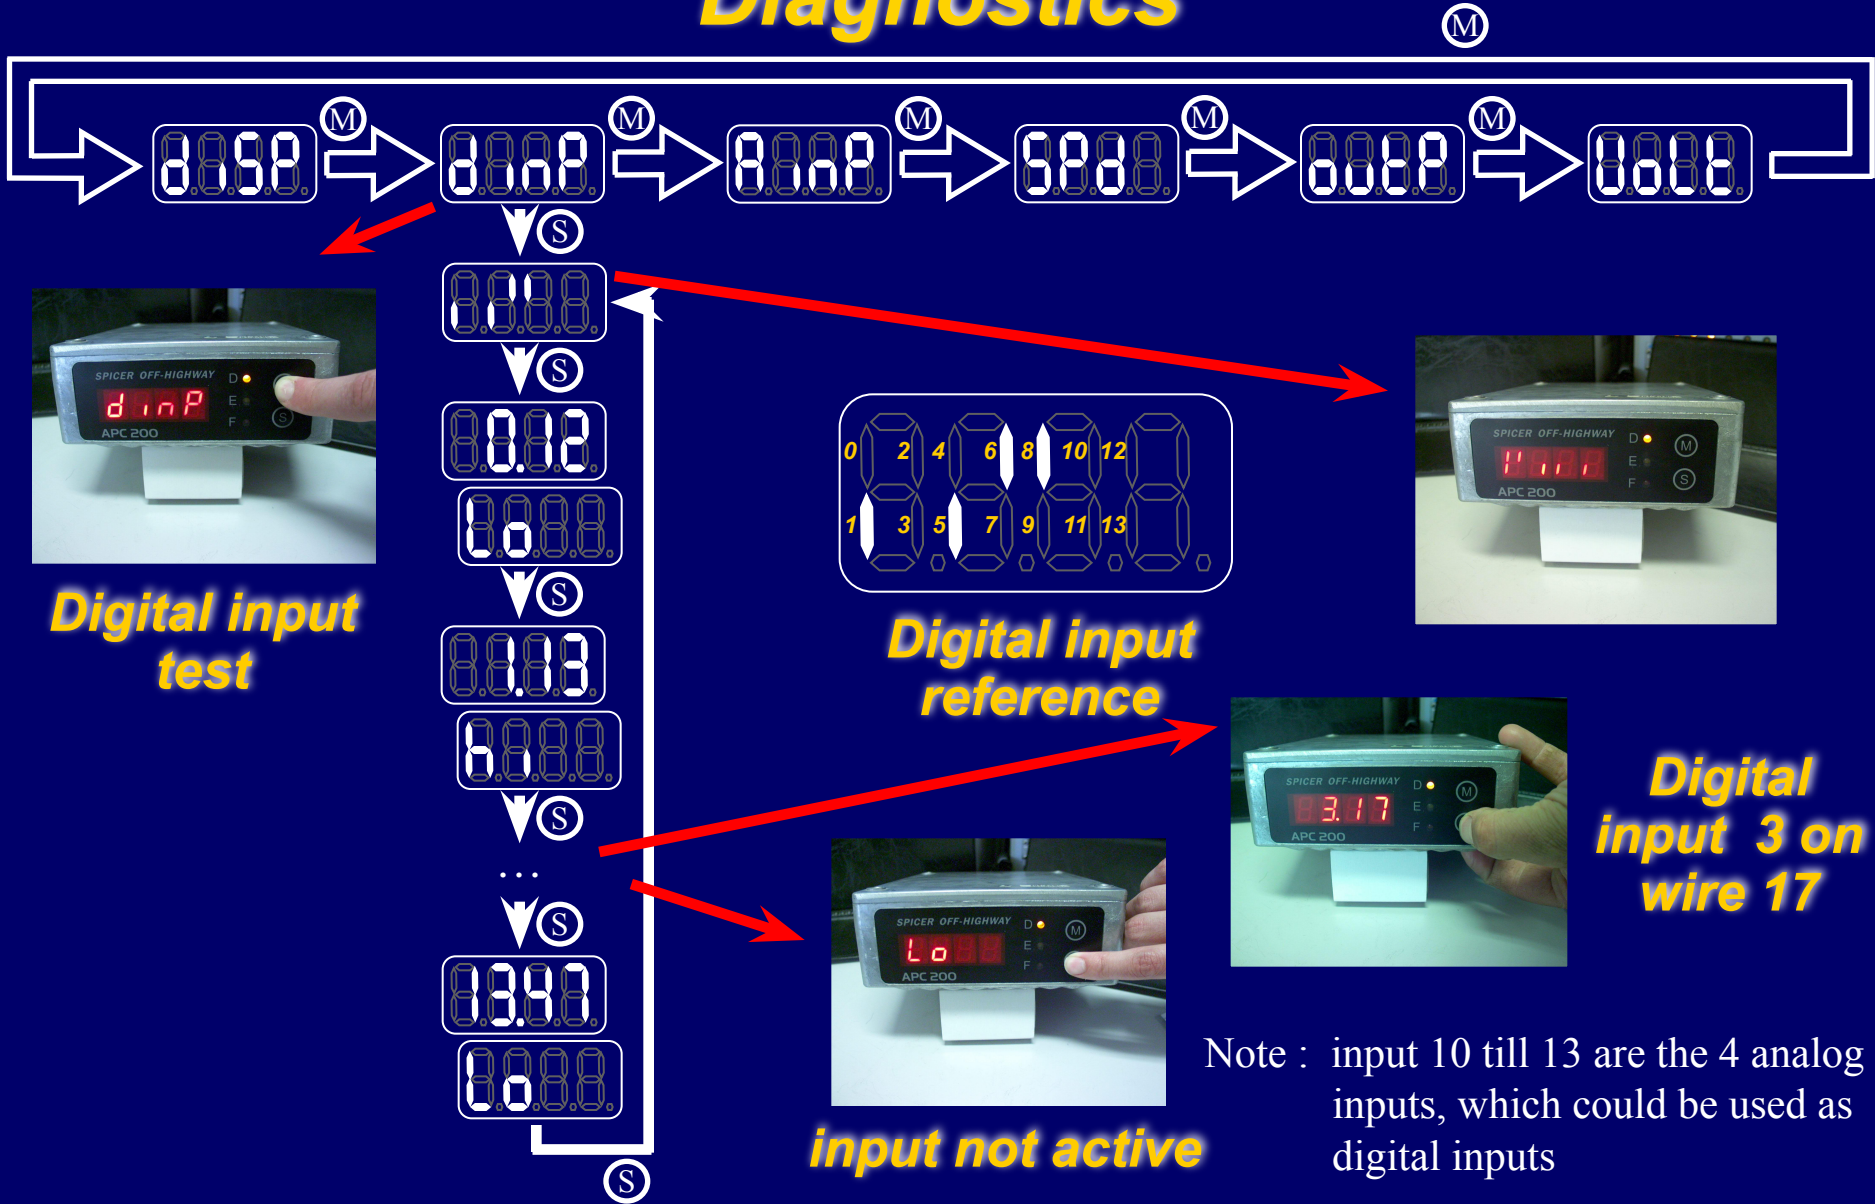 Diagnostics
M
diSP
M
dinP
M
AinP
M
SPd
M
outP
M
Volt
S
S
0.12
Lo
S
1.13
hi
S
...
S
13.47
Lo
S
SPICER OFF-HIGHWAY
D
dinP
E
F
S
APC 200
Digital input
test
0 2 4 6 8 10 12
1 3 5 7 9 11 13
Digital input
reference
SPICER OFF-HIGHWAY
D
M
E
F
S
APC 200
SPICER OFF-HIGHWAY
D
M
3.17
E
F
APC 200
Digital
input 3 on
wire 17
SPICER OFF-HIGHWAY
D
M
Lo
E
F
APC 200
input not active
Note : input 10 till 13 are the 4 analog
inputs, which could be used as
digital inputs